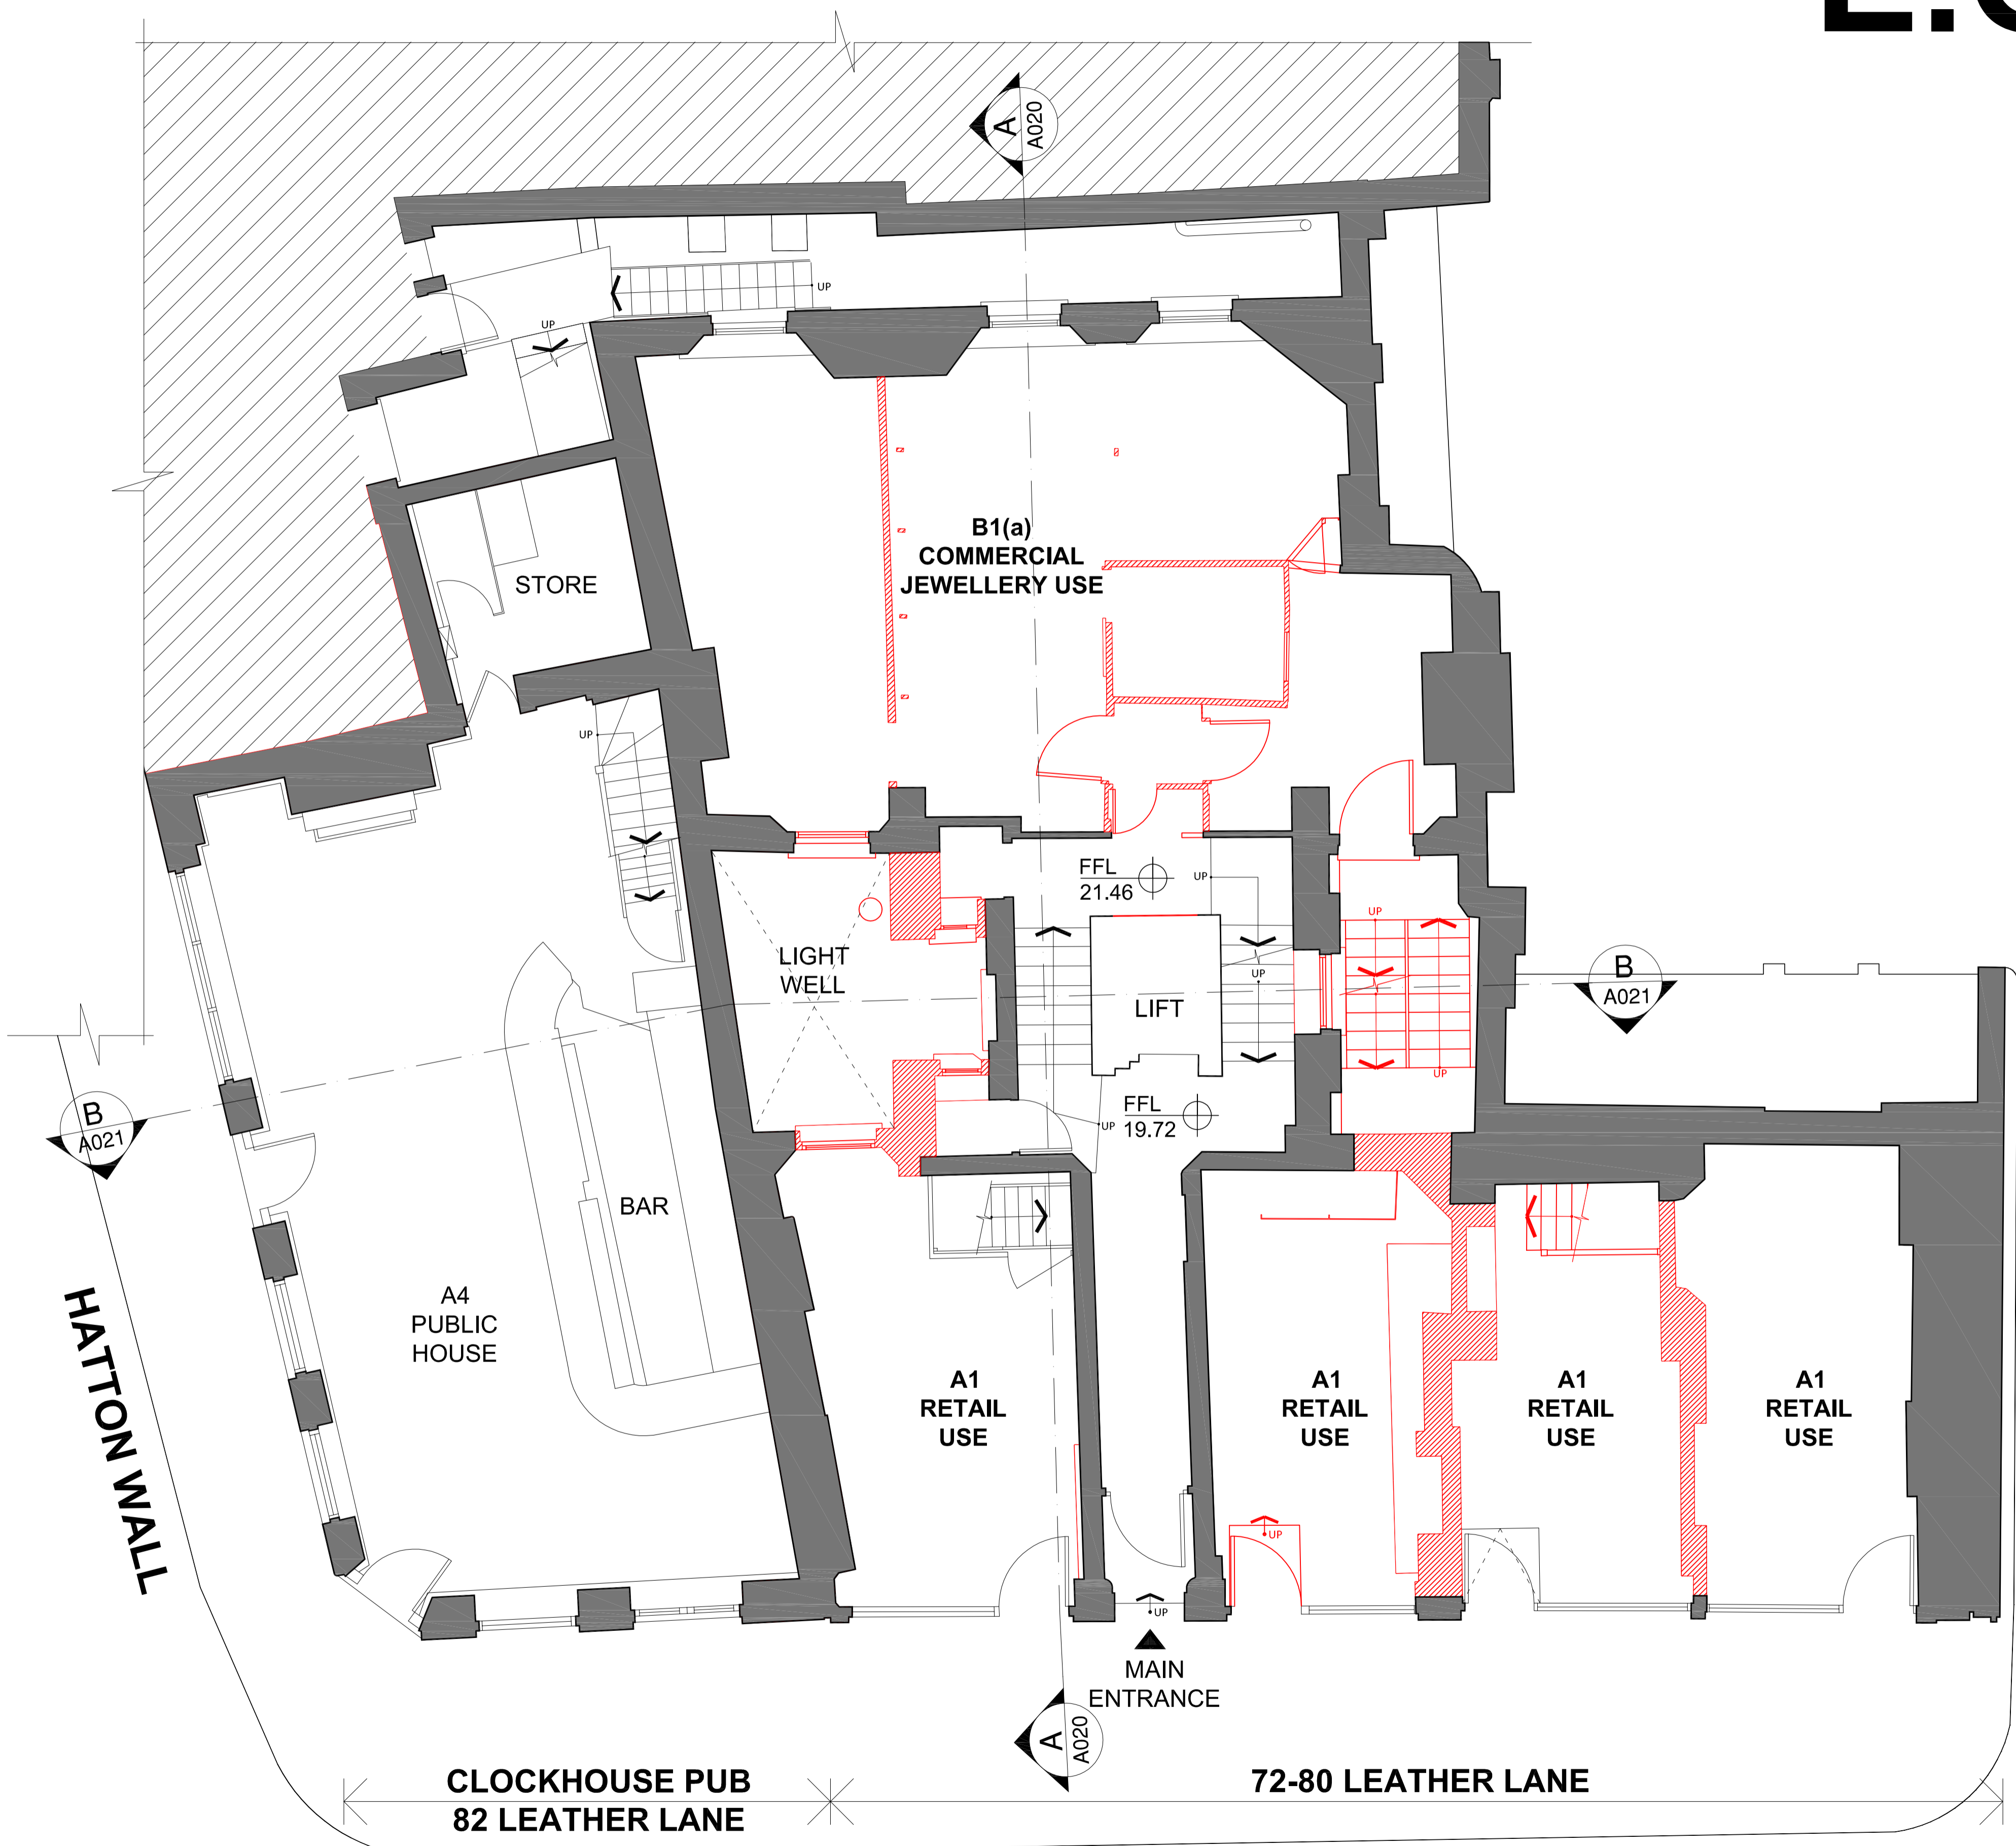 A
A020
UP
UP
B1(a)
COMMERCIAL
JEWELLERY USE
STORE
UP
FFL
21.46
UP
LIGHT
WELL
UP
UP
LIFT
B
A021
UP
B
A021
FFL
19.72
UP
BAR
A4
PUBLIC
HOUSE
HATTON WALL
A1
RETAIL
USE
A1
RETAIL
USE
A1
RETAIL
USE
A1
RETAIL
USE
UP
UP
MAIN
ENTRANCE
A
A020
CLOCKHOUSE PUB
82 LEATHER LANE
72-80 LEATHER LANE